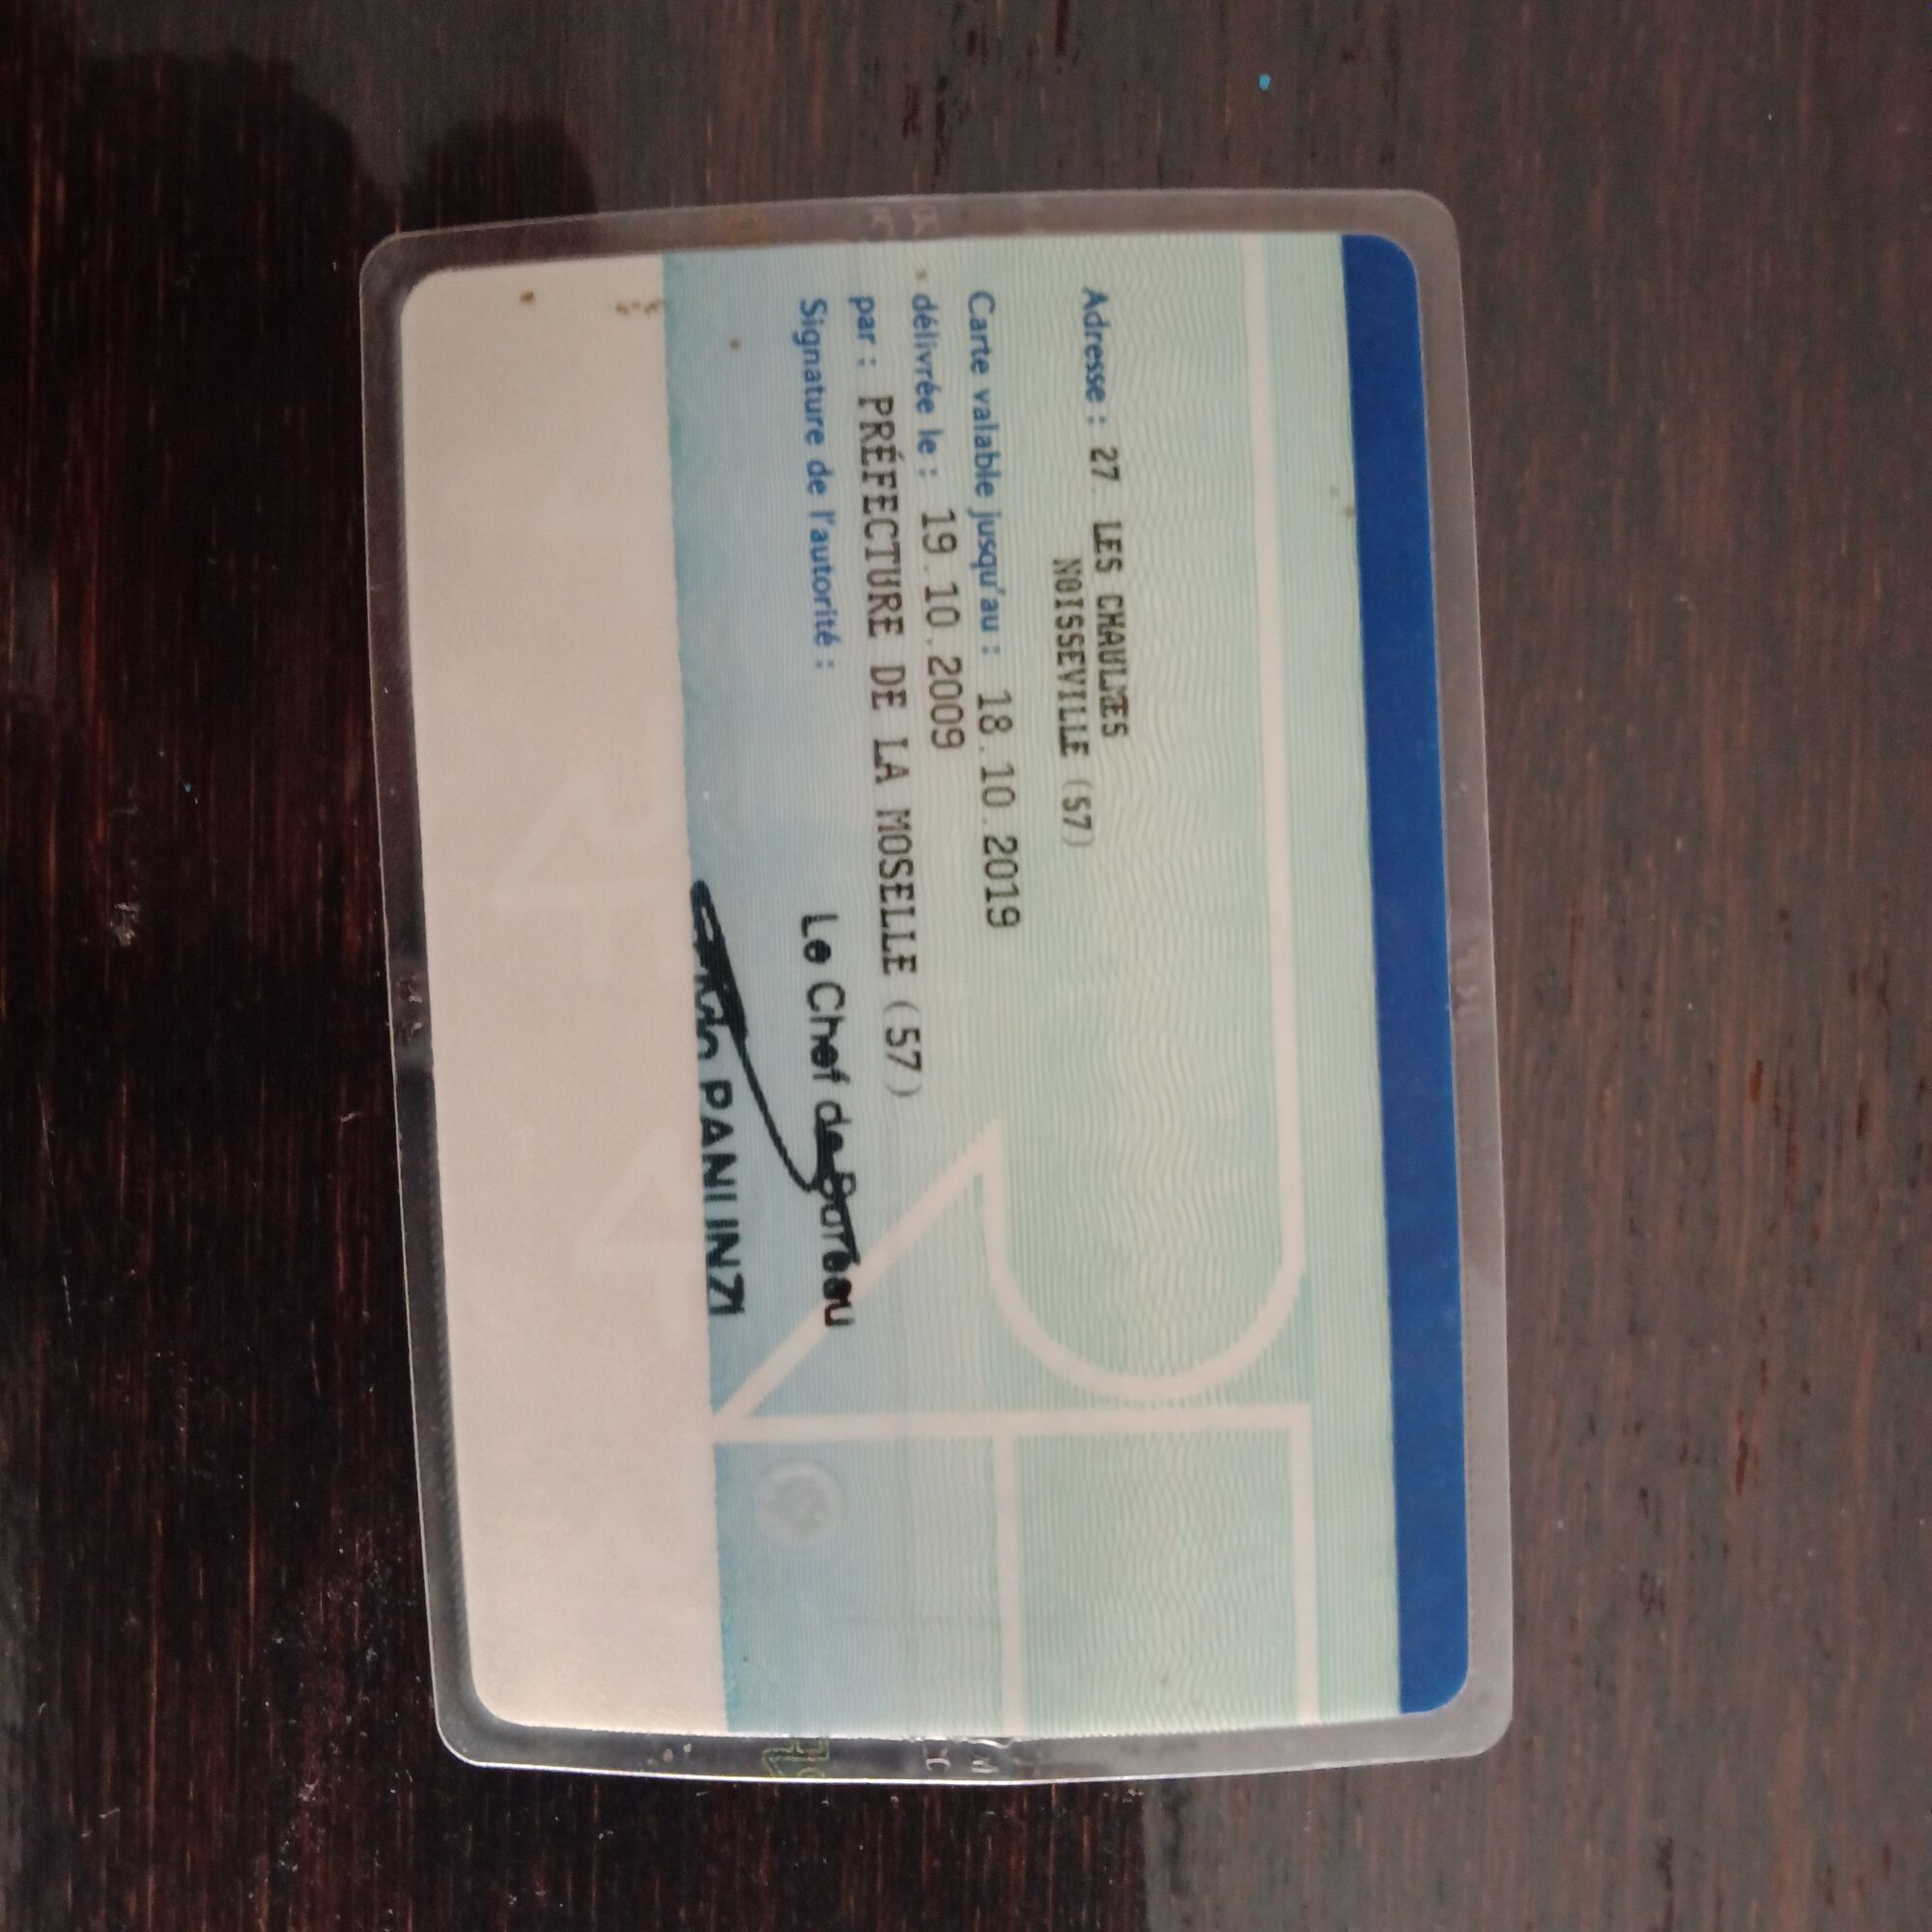 Adresse : 27 LES CHAULMES
NOISSEVILLE (57)
Carte valable jusqu'au : 18.10.2019
délivrée le : 19.10.2009
par : PRÉFECTURE DE LA MOSELLE (57)
Signature de l'autorité :
Le Chef de Bureau
PANUNZI